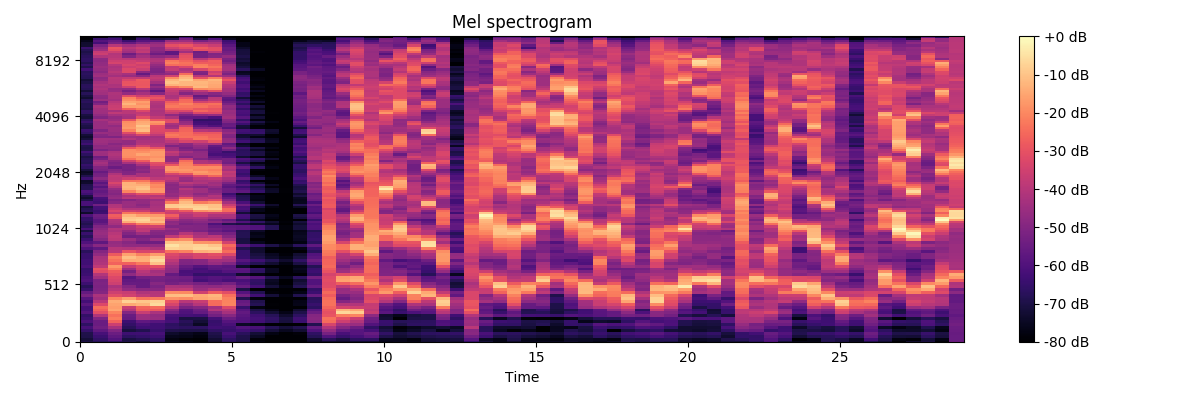 Mel spectrogram
Hz
8192
4096
2048
1024
512
0
0 5 10 15 20 25
Time
+0 dB
-10 dB
-20 dB
-30 dB
-40 dB
-50 dB
-60 dB
-70 dB
-80 dB